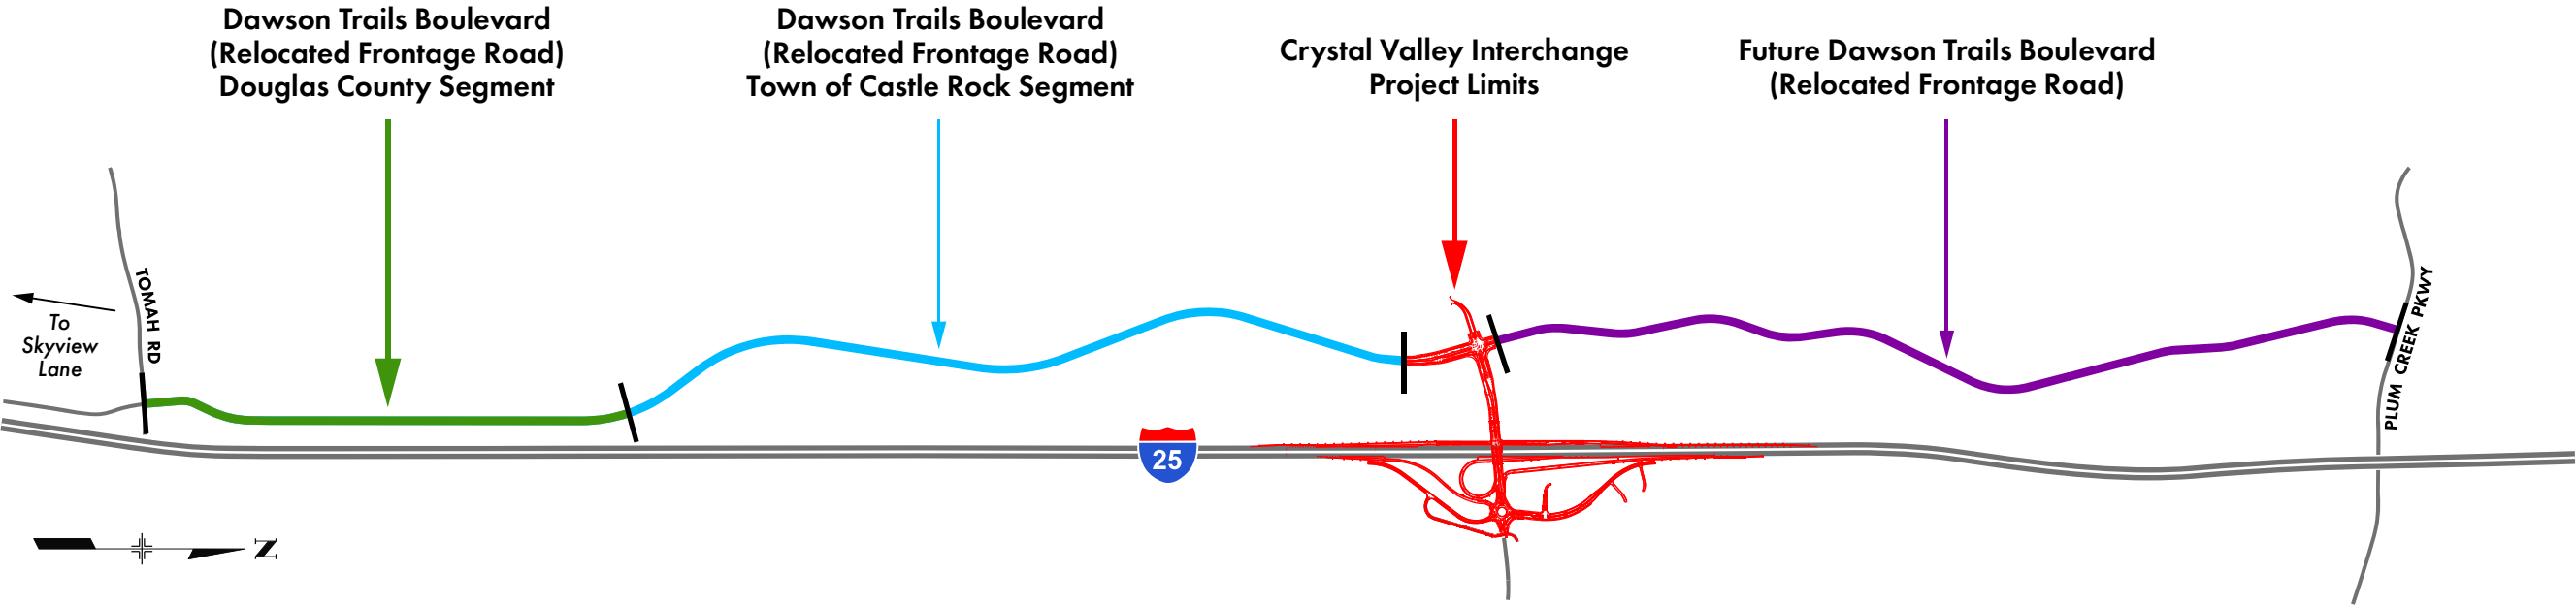 Dawson Trails Boulevard
(Relocated Frontage Road)
Douglas County Segment
Dawson Trails Boulevard
(Relocated Frontage Road)
Town of Castle Rock Segment
Crystal Valley Interchange
Project Limits
Future Dawson Trails Boulevard
(Relocated Frontage Road)
TOMAH RD
To
Skyview
Lane
PLUM CREEK PKWY
25
N